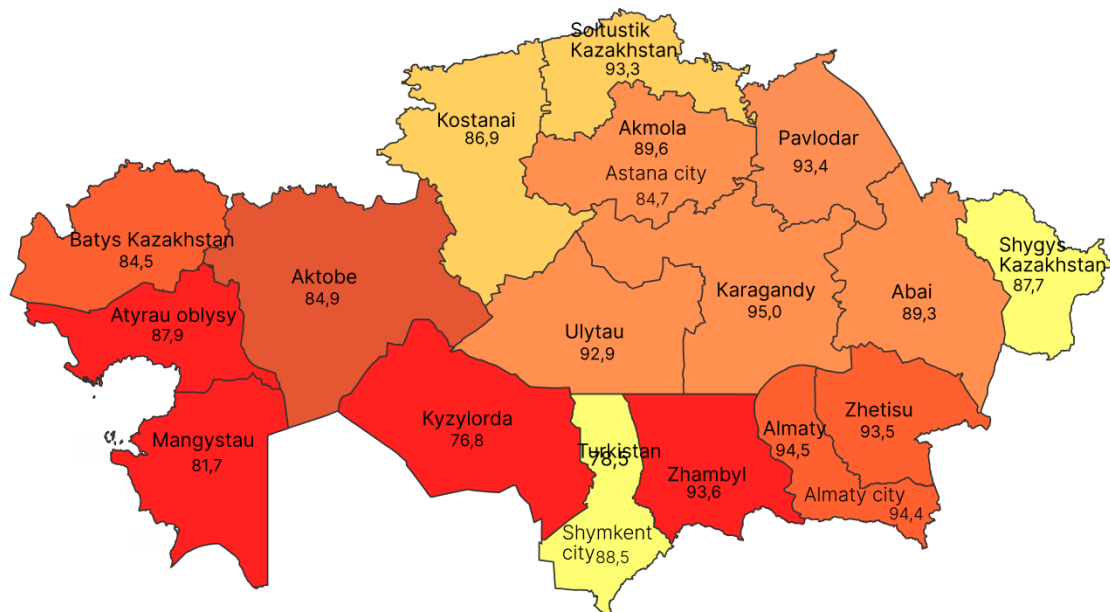 Soltustik
Kazakhstan
93,3
Kostanai
86,9
Akmola
89,6
Astana city
84,7
Pavlodar
93,4
Batys Kazakhstan
84,5
Aktobe
84,9
Atyrau oblysy
87,9
Mangystau
81,7
Ulytau
92,9
Karagandy
95,0
Abai
89,3
Shygys
Kazakhstan
87,7
Kyzylorda
76,8
Turkistan
78,5
Zhambyl
93,6
Almaty
94,5
Zhetisu
93,5
Almaty city
94,4
Shymkent
city 88,5